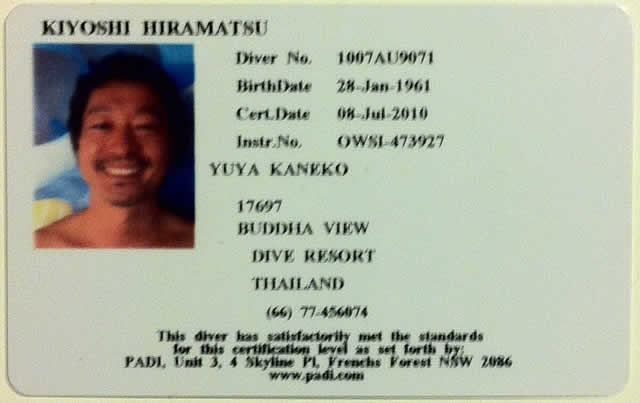 KIYOSHI HIRAMATSU
Diver No. 1007AU9071
BirthDate 28-Jan-1961
Cert.Date 08-Jul-2010
Instr.No. OWSI-473927
YUYA KANEKO
17697
BUDDHA VIEW
DIVE RESORT
THAILAND
(66) 77-456074
This diver has satisfactorily met the standards
for this certification level as set forth by:
PADI, Unit 3, 4 Skyline Pl, Frenchs Forest NSW 2086
www.padi.com